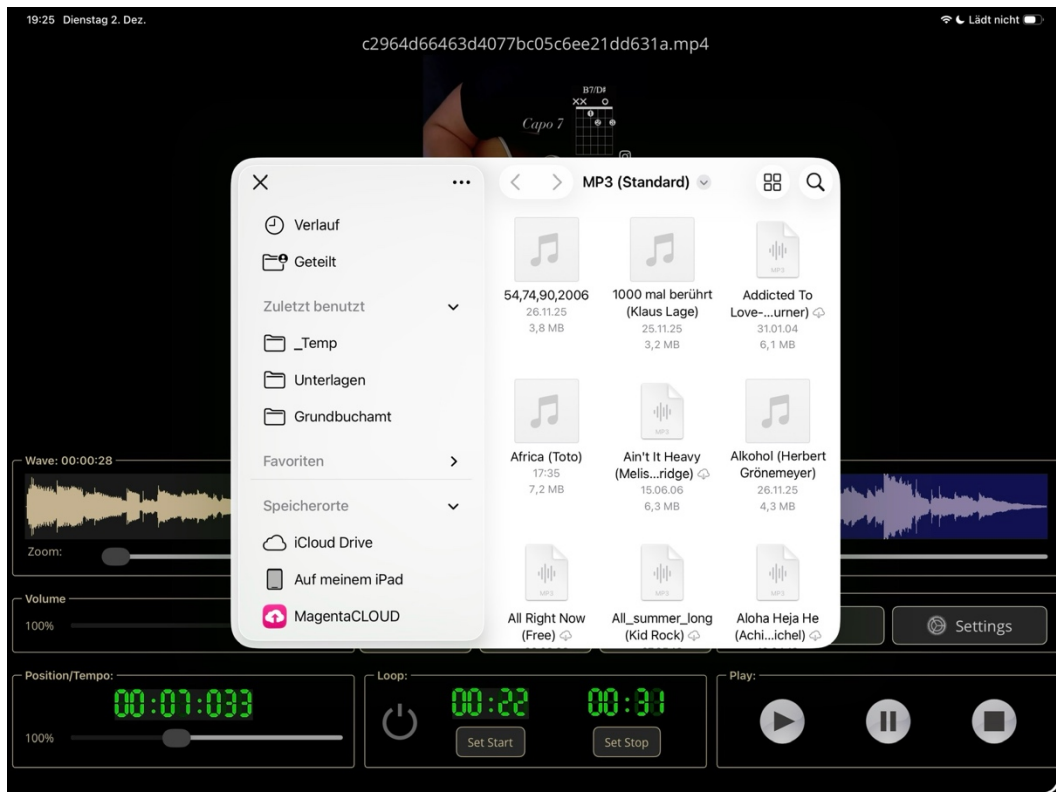 19:25 Dienstag 2. Dez.
Lädt nicht
c2964d66463d4077bc05c6ee21dd631a.mp4
B7/D#
XX O
Capo 7
Verlauf
Geteilt
Zuletzt benutzt
_Temp
Unterlagen
Grundbuchamt
Favoriten
Speicherorte
iCloud Drive
Auf meinem iPad
MagentaCLOUD
MP3 (Standard)
54,74,90,2006
26.11.25
3,8 MB
1000 mal berührt
(Klaus Lage)
25.11.25
3,2 MB
MP3
Addicted To
Love-...urner)
31.01.04
6,1 MB
Africa (Toto)
17:35
7,2 MB
MP3
Ain't It Heavy
(Melis...ridge)
15.06.06
6,3 MB
Alkohol (Herbert
Grönemeyer)
26.11.25
4,3 MB
MP3
All Right Now
(Free)
MP3
All_summer_long
(Kid Rock)
MP3
Aloha Heja He
(Achi...ichel)
Wave: 00:00:28
Zoom:
Volume
100%
Settings
Position/Tempo:
00:07:033
100%
Loop:
00:22
00:31
Set Start
Set Stop
Play: